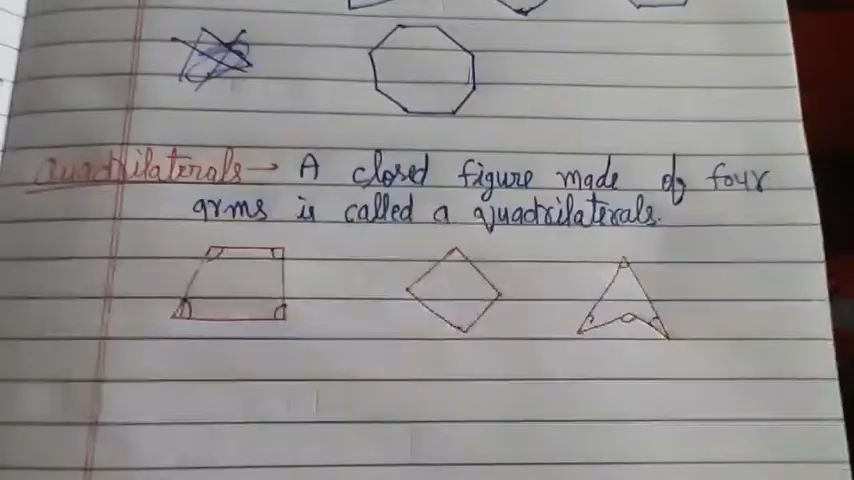 Quadrilaterals → A closed figure made of four
arms is called a quadrilaterals.